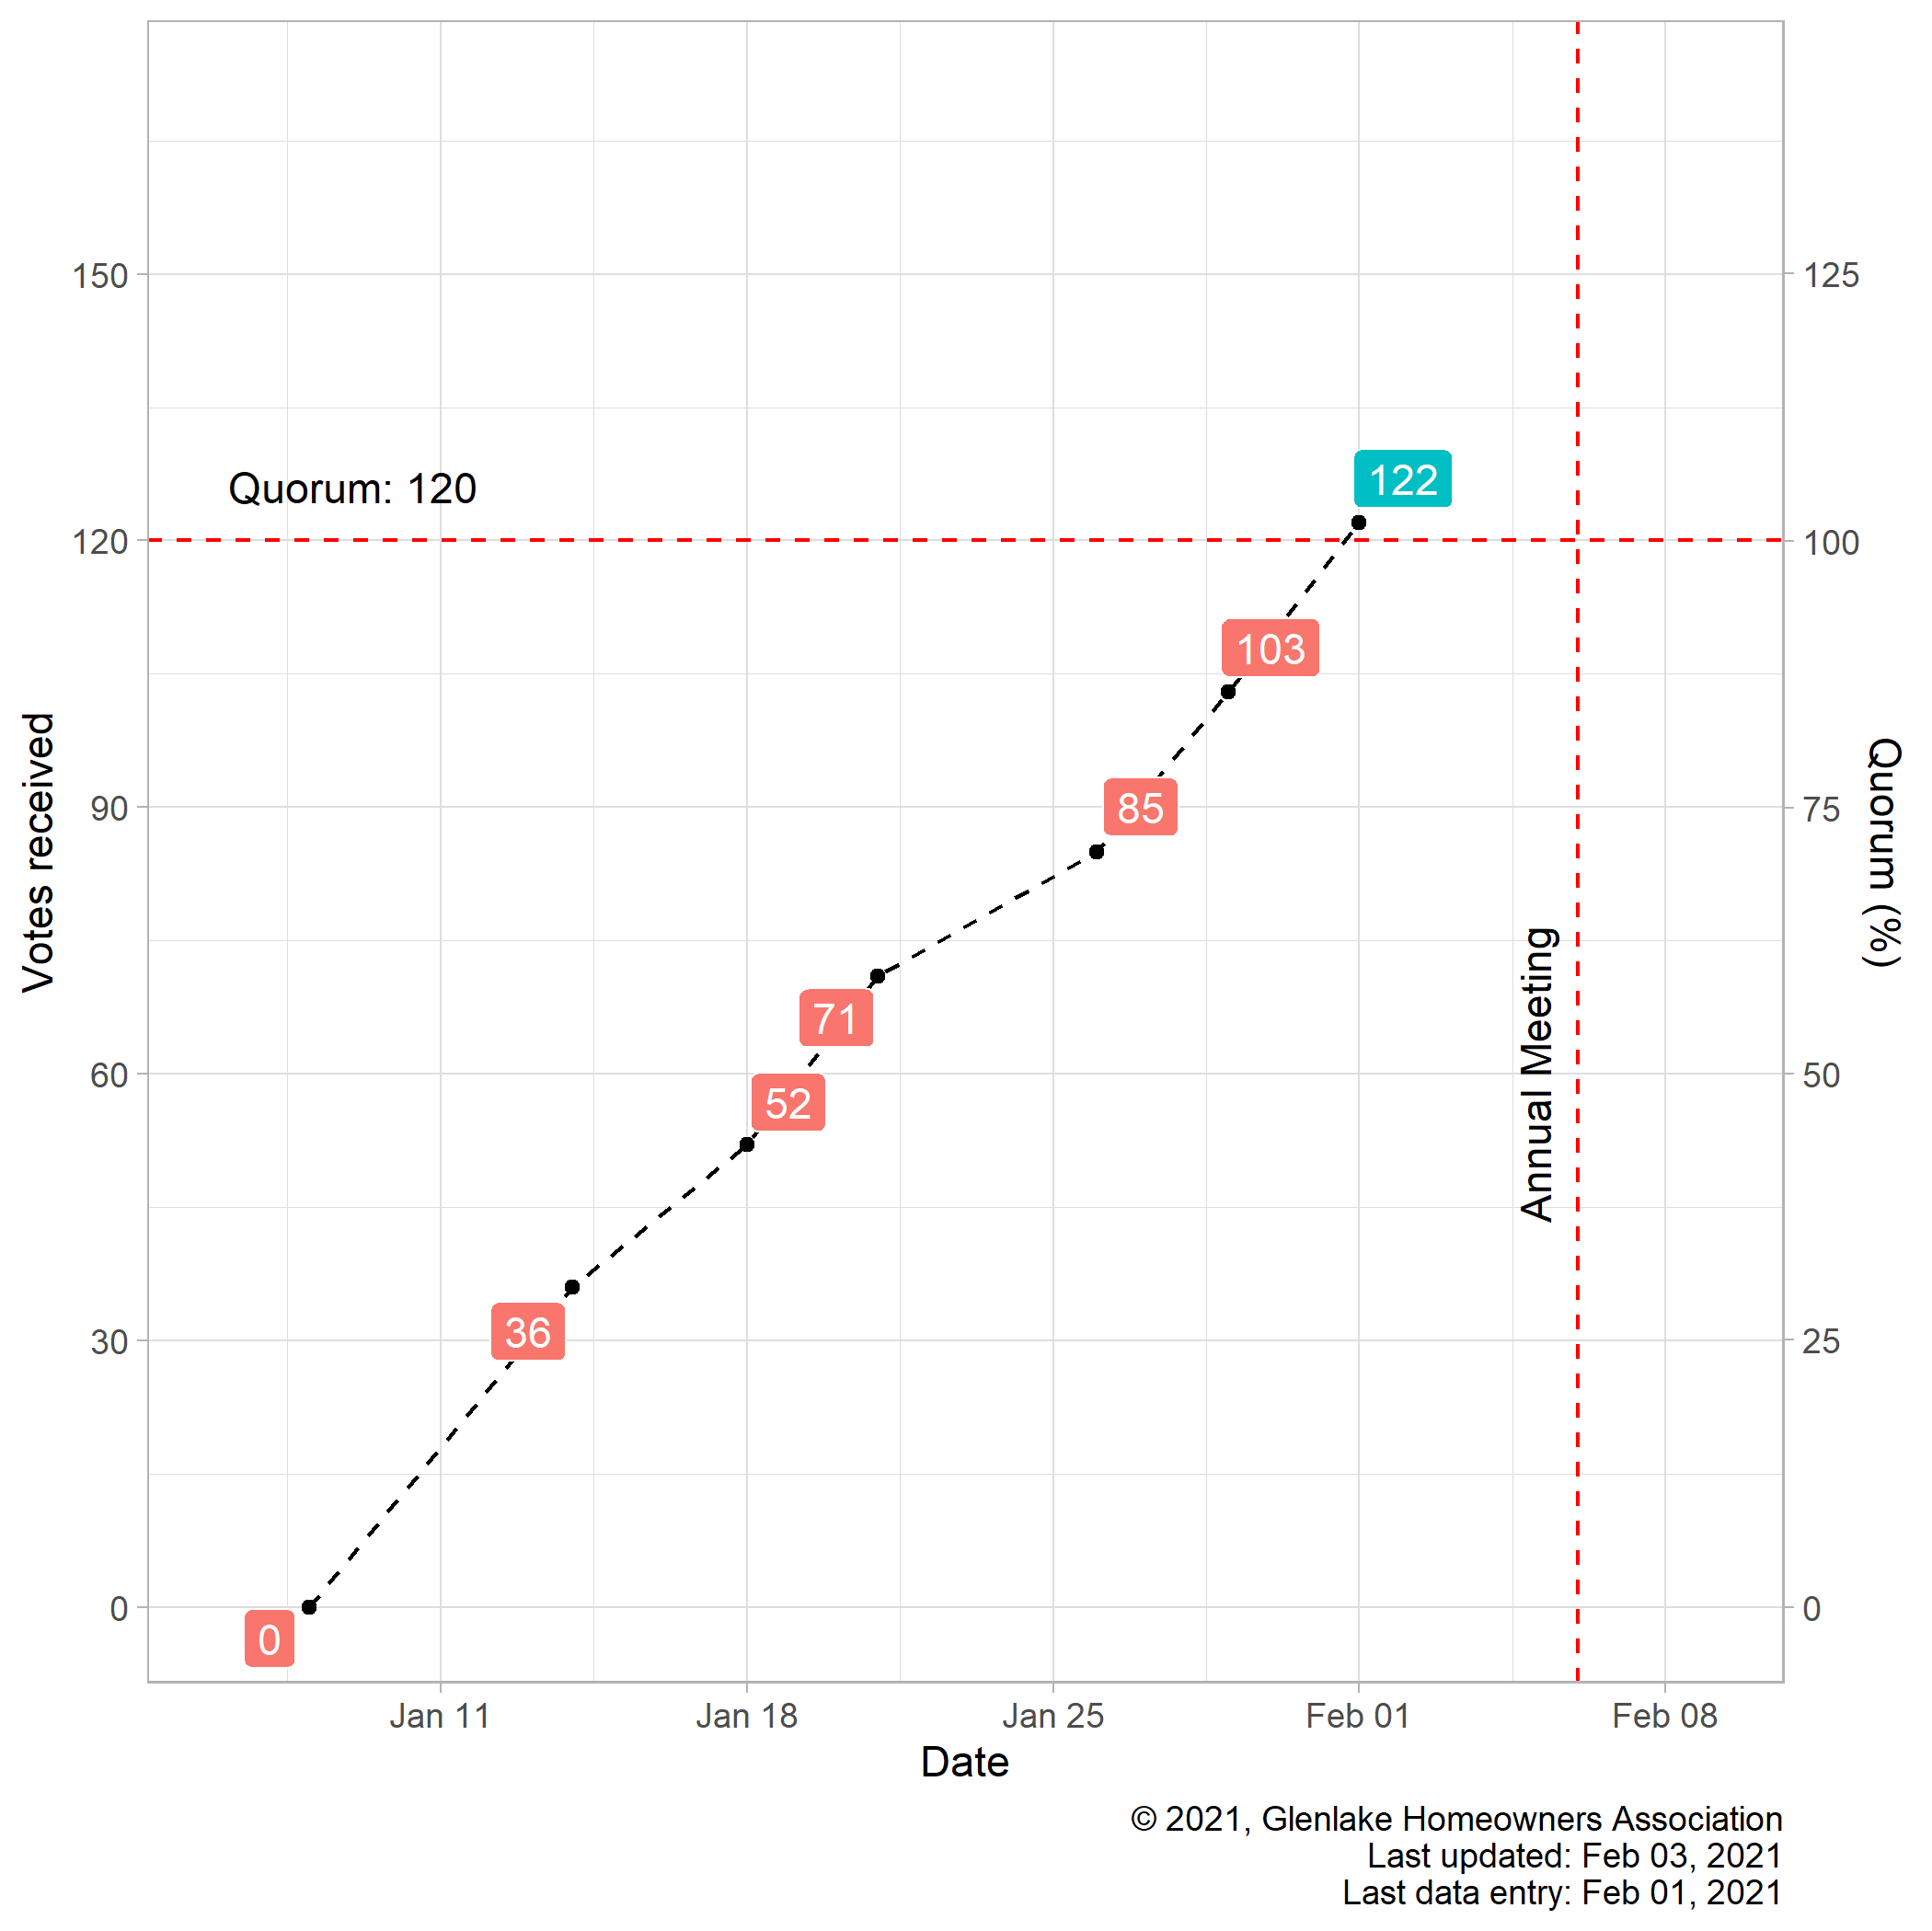 150
120
90
60
30
0
Votes received
Quorum: 120
0
36
52
71
85
103
122
Annual Meeting
125
100
75
50
25
0
Quorum (%)
Jan 11
Jan 18
Jan 25
Feb 01
Feb 08
Date
© 2021, Glenlake Homeowners Association
Last updated: Feb 03, 2021
Last data entry: Feb 01, 2021